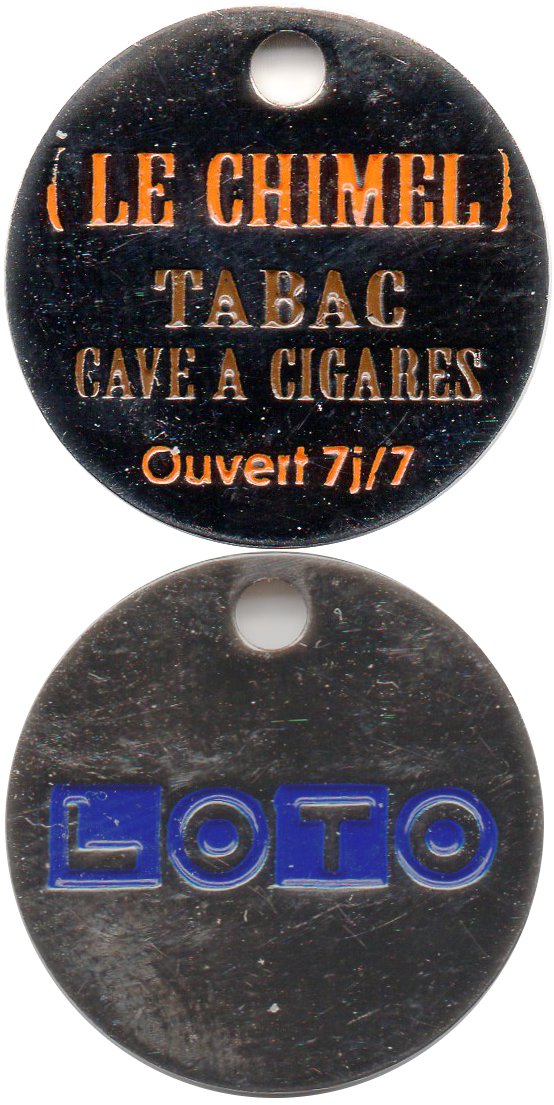 (LE CHIMEL)
TABAC
CAVE A CIGARES
Ouvert 7j/7
LOTO